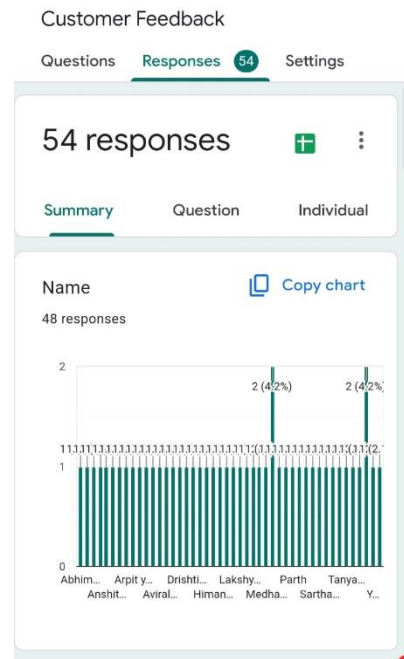 Customer Feedback
Questions Responses 54 Settings
54 responses
Summary Question Individual
Name Copy chart
48 responses
2
2 (4.2%) 2 (4.2%
1
0
Abhim... Arpit y... Drishti... Lakshy... Parth Tanya...
Anshit... Aviral... Himan... Medha... Sartha... Y...